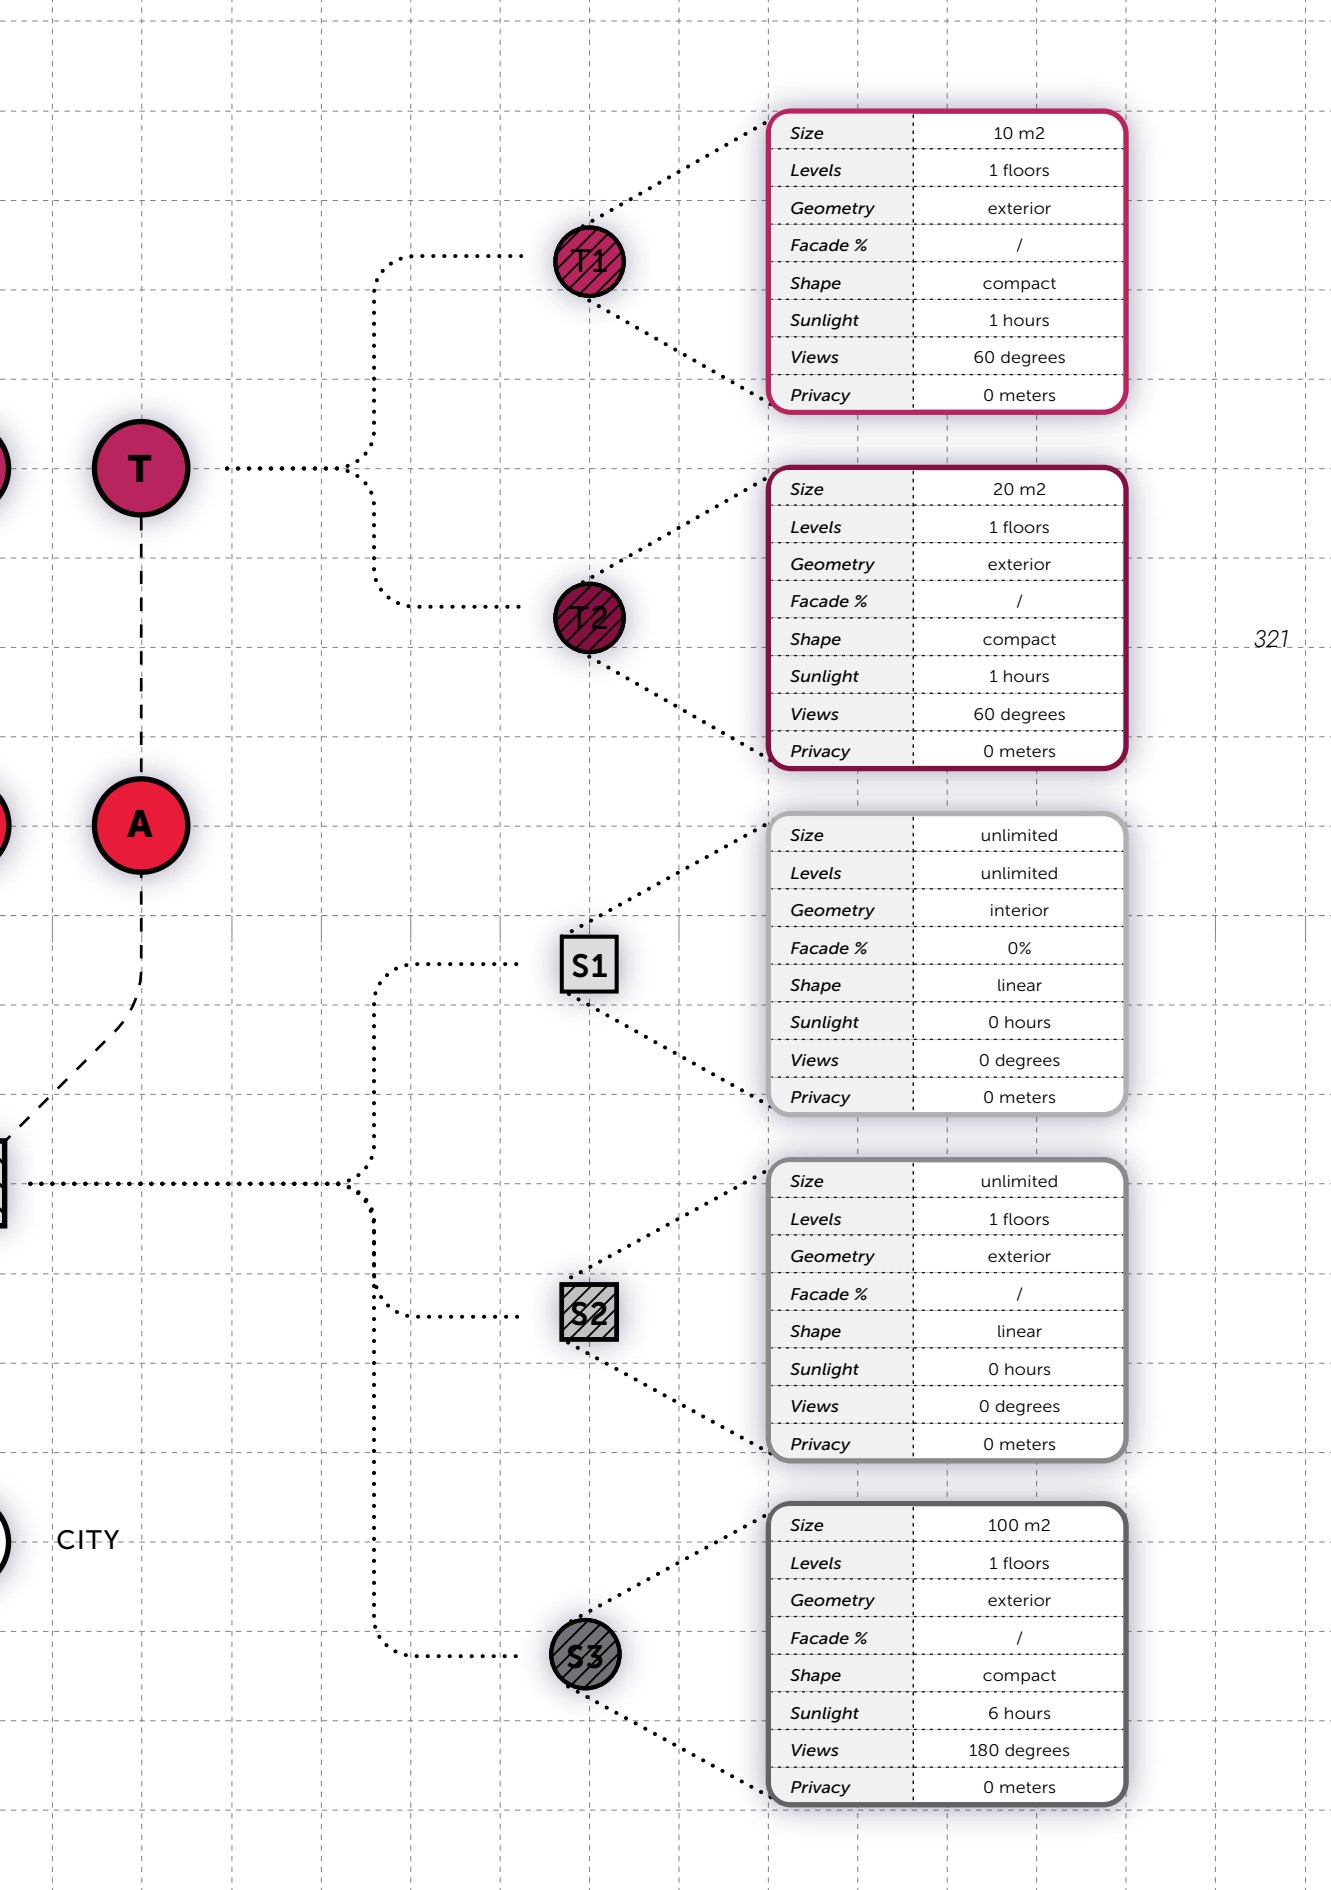 T
A
CITY
T1
Size 10 m2
Levels 1 floors
Geometry exterior
Facade % /
Shape compact
Sunlight 1 hours
Views 60 degrees
Privacy 0 meters
T2
Size 20 m2
Levels 1 floors
Geometry exterior
Facade % /
Shape compact
Sunlight 1 hours
Views 60 degrees
Privacy 0 meters
321
S1
Size unlimited
Levels unlimited
Geometry interior
Facade % 0%
Shape linear
Sunlight 0 hours
Views 0 degrees
Privacy 0 meters
S2
Size unlimited
Levels 1 floors
Geometry exterior
Facade % /
Shape linear
Sunlight 0 hours
Views 0 degrees
Privacy 0 meters
S3
Size 100 m2
Levels 1 floors
Geometry exterior
Facade % /
Shape compact
Sunlight 6 hours
Views 180 degrees
Privacy 0 meters